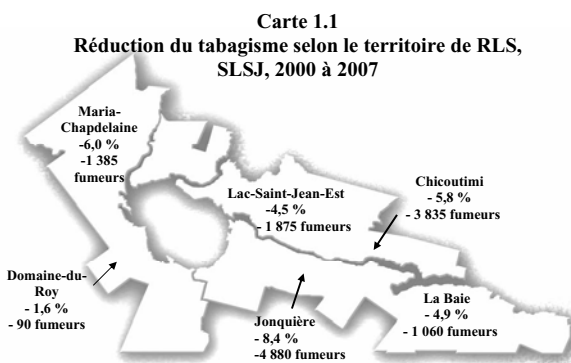 Carte 1.1
Réduction du tabagisme selon le territoire de RLS,
SLSJ, 2000 à 2007
Maria-
Chapdelaine
-6,0 %
-1 385
fumeurs
Lac-Saint-Jean-Est
-4,5 %
- 1 875 fumeurs
Chicoutimi
- 5,8 %
- 3 835 fumeurs
Domaine-du-
Roy
- 1,6 %
- 90 fumeurs
Jonquière
- 8,4 %
-4 880 fumeurs
La Baie
- 4,9 %
- 1 060 fumeurs